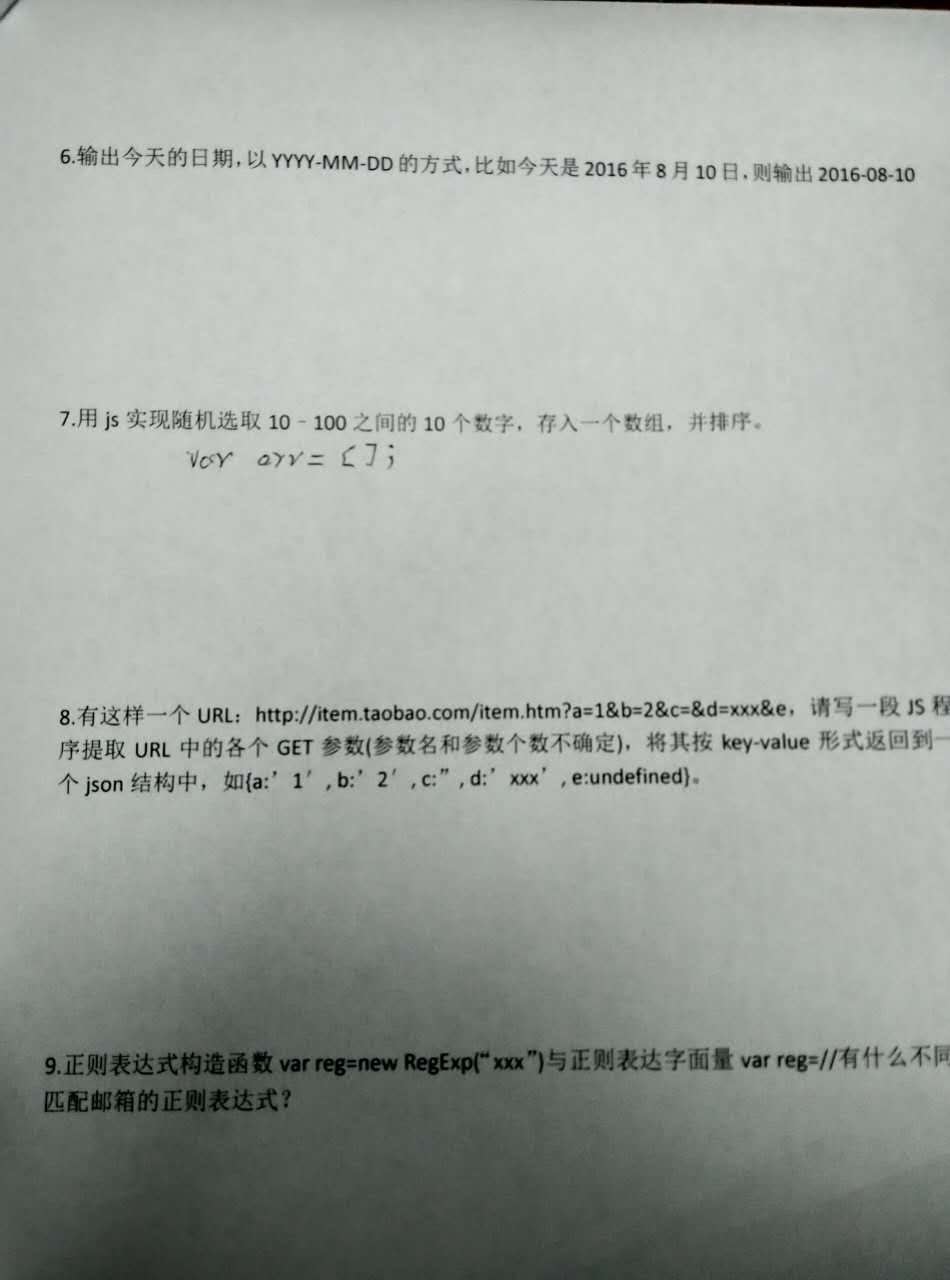 6.输出今天的日期,以 YYYY-MM-DD 的方式,比如今天是 2016 年 8 月 10 日,则输出 2016-08-10
7.用 js 实现随机选取 10 - 100 之间的 10 个数字，存入一个数组，并排序。
var arr = [];
8.有这样一个 URL：http://item.taobao.com/item.htm?a=1&b=2&c=&d=xxx&e，请写一段 JS 程
序提取 URL 中的各个 GET 参数(参数名和参数个数不确定)，将其按 key-value 形式返回到一
个 json 结构中，如{a:’ 1′ , b:’ 2′ , c:” , d:’ xxx’ , e:undefined}。
9.正则表达式构造函数 var reg=new RegExp(“xxx”)与正则表达字面量 var reg=//有什么不同
匹配邮箱的正则表达式？